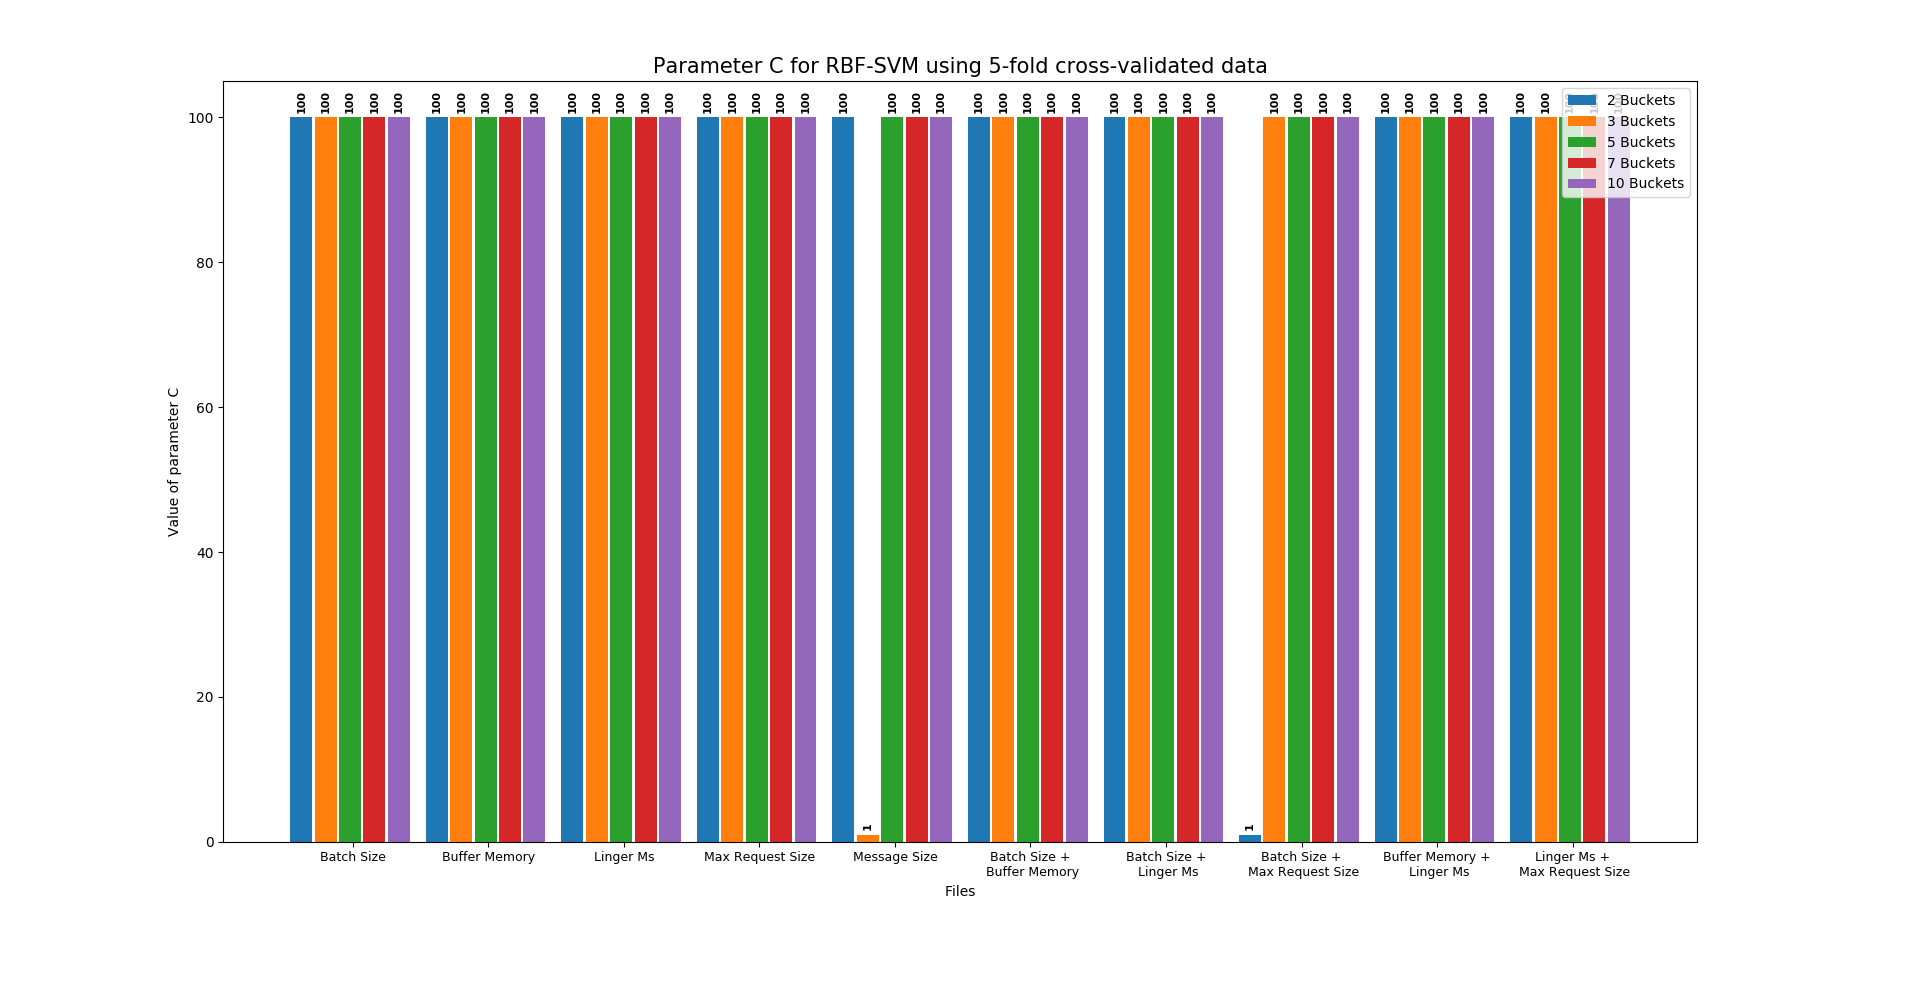 Parameter C for RBF-SVM using 5-fold cross-validated data
100 100 100 100 100 100 100 100 100 100 100 100 100 100 100 100 100 100 100 100 100 100 100 100 100 100 100 100 100 100 100 100 100 100 100 100 100 100 100 100 100 100 100 100 100 100 100 100
1 1
2 Buckets
3 Buckets
5 Buckets
7 Buckets
10 Buckets
100
80
60
40
20
0
Value of parameter C
Batch Size
Buffer Memory
Linger Ms
Max Request Size
Message Size
Batch Size +
Buffer Memory
Batch Size +
Linger Ms
Batch Size +
Max Request Size
Buffer Memory +
Linger Ms
Linger Ms +
Max Request Size
Files